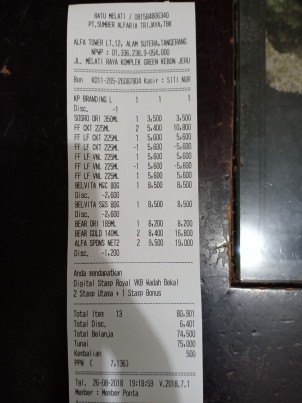 RATU MELATI / 081584806340
PT.SUMBER ALFARIA TRIJAYA,TBK
ALFA TOWER LT.12, ALAM SUTERA,TANGERANG
NPWP : 01.336.238.9-054.000
JL. MELATI RAYA KOMPLEK GREEN KEBON JERU
Bon K011-205-2606 Kasir : SITI NUR
KP BRANDING L 1 1 1
Disc. -1
SOSRO ORI 350ML 1 3,500 3,500
FF CKT 225ML 2 5,400 10,800
FF LF CKT 225ML 1 5,600 5,600
FF LF CKT 225ML -1 5,600 -5,600
FF LF VNL 225ML 1 5,600 5,600
FF LF VNL 225ML -1 5,600 -5,600
FF LF VNL 225ML 1 5,600 5,600
BELVITA M&C 80G 1 8,500 8,500
Disc. -2,600
BELVITA S&S 80G 1 8,500 8,500
Disc. -2,600
BEAR ORI 189ML 1 8,200 8,200
BEAR GOLD 140ML 2 8,400 16,800
ALFA SPONS NET2 2 9,500 19,000
Disc. -1,200
Anda mendapatkan
Digital Stamp Royal VKB Wadah Bekal
2 Stamp Utama + 1 Stamp Bonus
Total Item 13 80,901
Total Disc. 6,401
Total Belanja 74,500
Tunai 75,000
Kembalian 500
PPN ( 7,136)
Tgl. 26-08-2018 19:18:59 V.2018.7.1
Member : Member Ponta